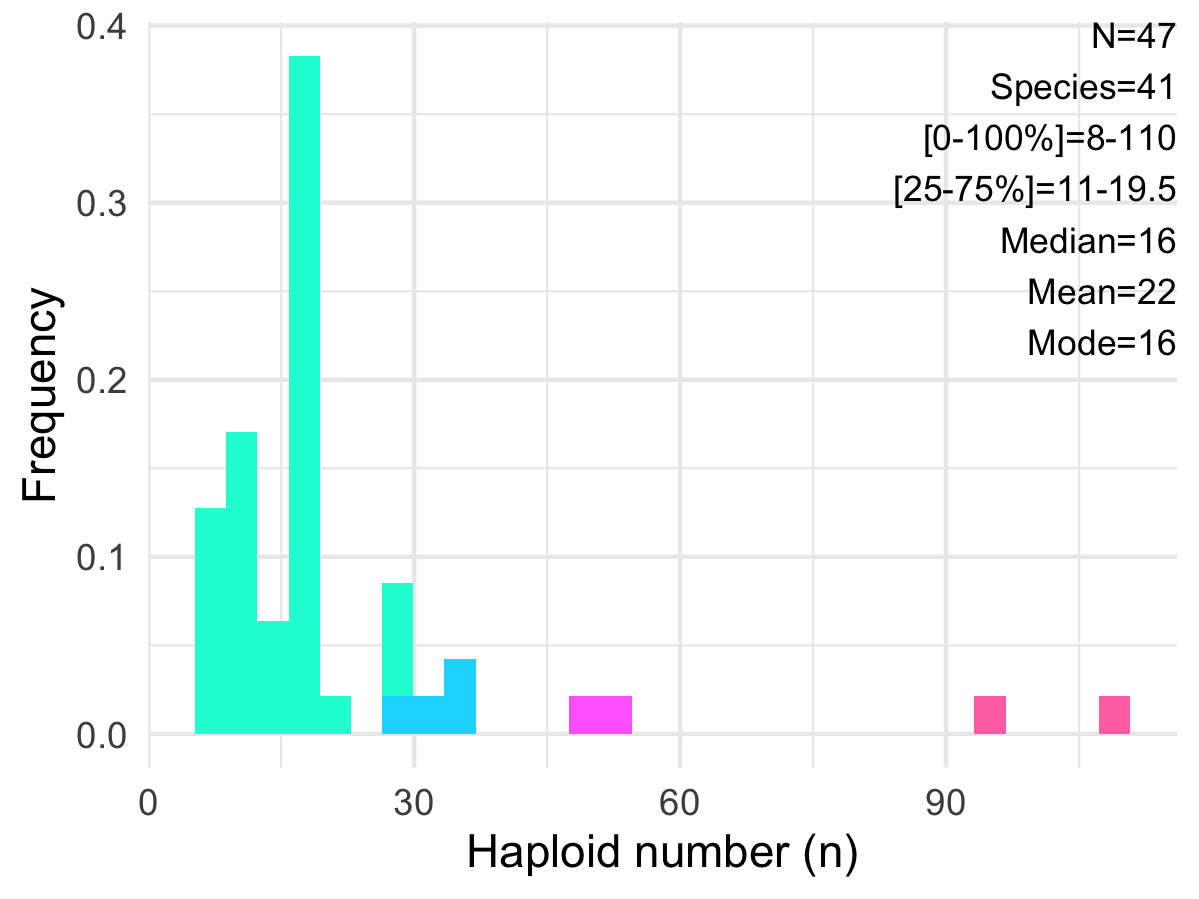 0.4
0.3
0.2
0.1
0.0
Frequency
N=47
Species=41
[0-100%]=8-110
[25-75%]=11-19.5
Median=16
Mean=22
Mode=16
0 30 60 90
Haploid number (n)